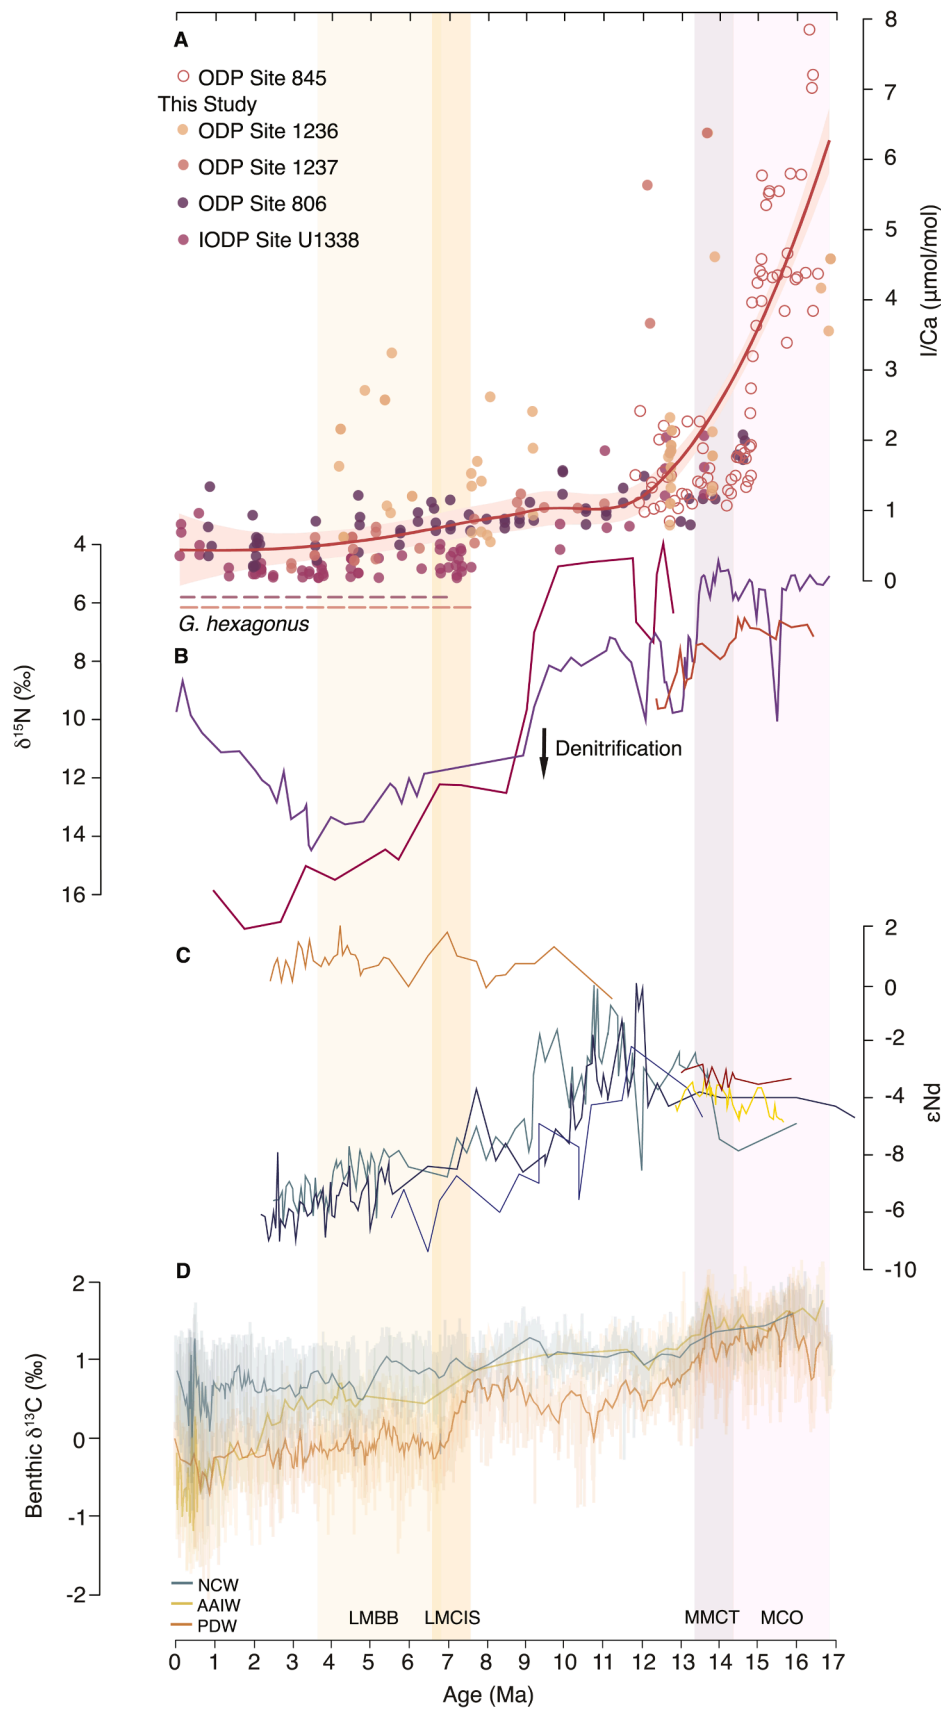 A
ODP Site 845
This Study
ODP Site 1236
ODP Site 1237
ODP Site 806
IODP Site U1338
8
7
6
5
4
3
2
1
0
I/Ca (µmol/mol)
G. hexagonus
B
4
6
8
10
12
14
16
δ15N (‰)
Denitrification
C
2
0
-2
-4
-8
-6
-10
εNd
D
2
1
0
-1
-2
Benthic δ13C (‰)
NCW
AAIW
PDW
LMBB LMCIS MMCT MCO
0 1 2 3 4 5 6 7 8 9 10 11 12 13 14 15 16 17
Age (Ma)